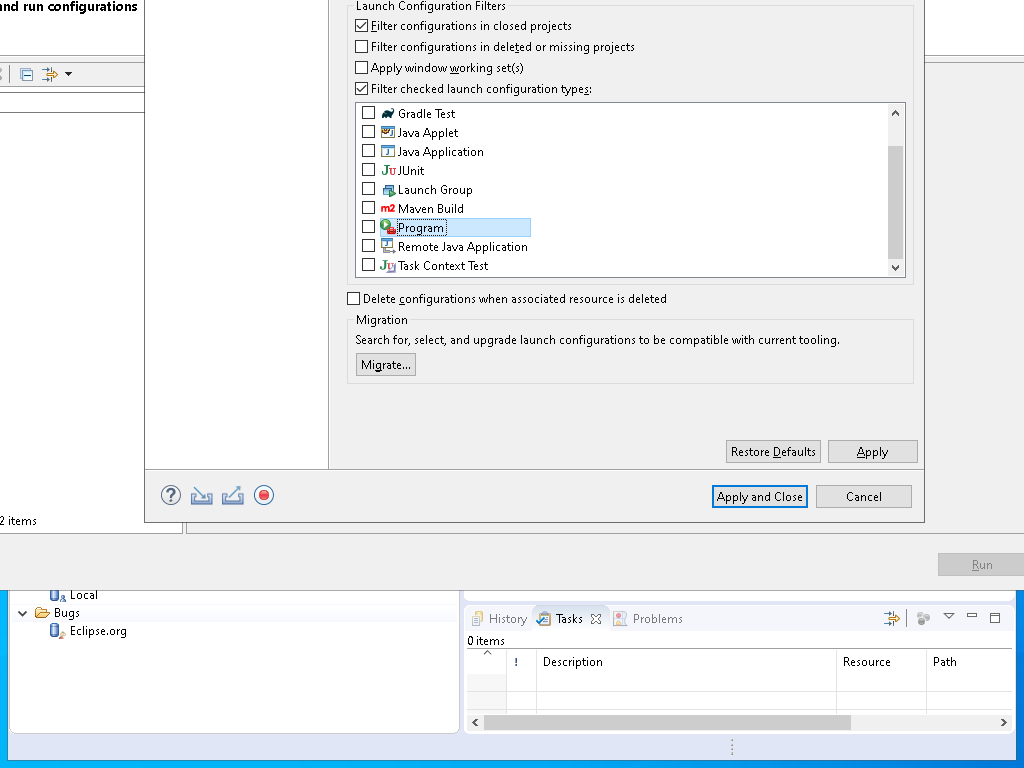 and run configurations
Launch Configuration Filters
Filter configurations in closed projects
Filter configurations in deleted or missing projects
Apply window working set(s)
Filter checked launch configuration types:
Gradle Test
Java Applet
Java Application
JUnit
Launch Group
Maven Build
Program
Remote Java Application
Task Context Test
Delete configurations when associated resource is deleted
Migration
Search for, select, and upgrade launch configurations to be compatible with current tooling.
Migrate...
Restore Defaults
Apply
Apply and Close
Cancel
2 items
Run
Local
Bugs
Eclipse.org
History
Tasks
Problems
0 items
!
Description
Resource
Path